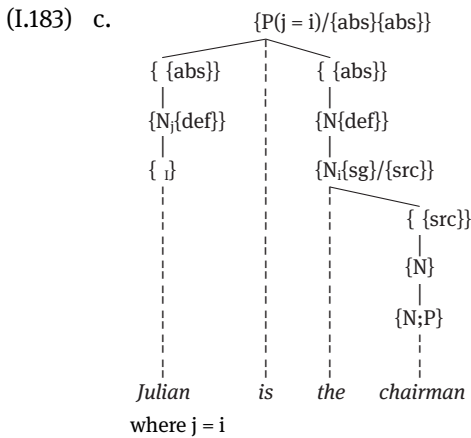 (I.183) c. {P(j = i)/{abs}{abs}}
{ {abs}} { {abs}}
{Nj{def}} {N{def}}
{ I} {Ni{sg}/{src}}
{ {src}}
{N}
{N;P}
Julian is the chairman
where j = i